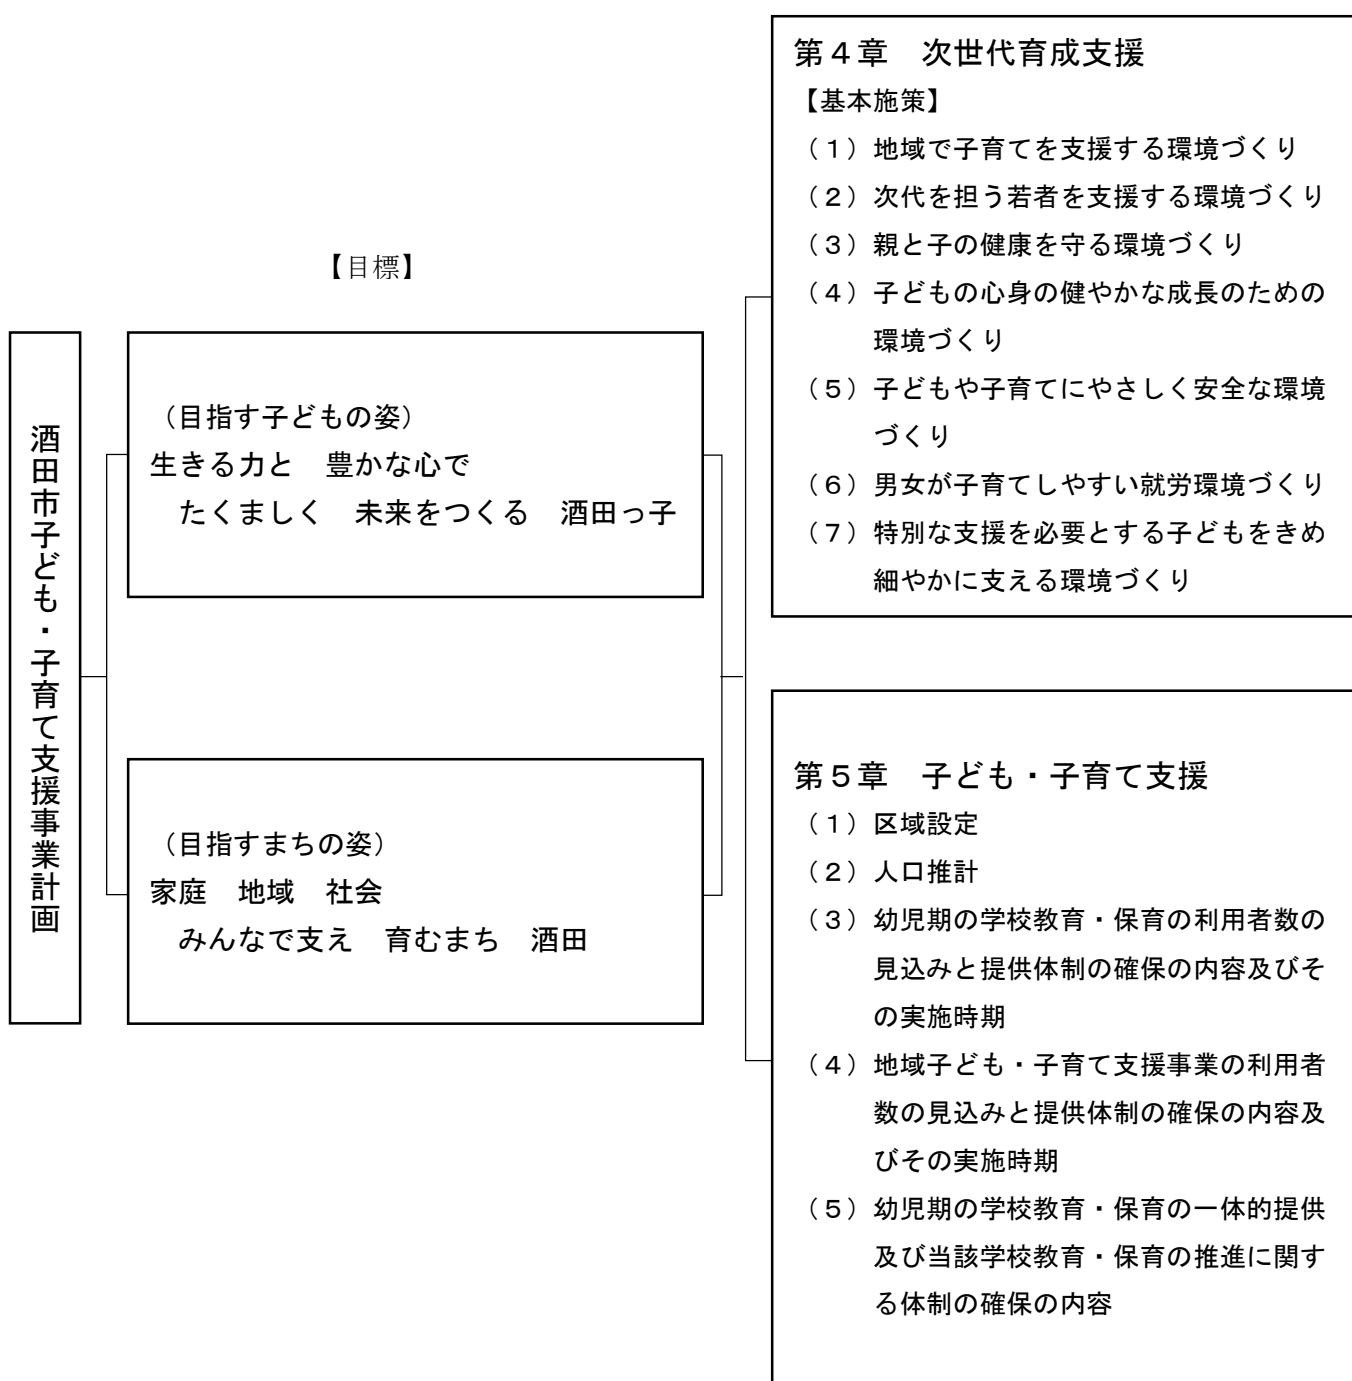 酒田市子ども・子育て支援事業計画
【目標】
（目指す子どもの姿）
生きる力と　豊かな心で
たくましく　未来をつくる　酒田っ子
（目指すまちの姿）
家庭　地域　社会
みんなで支え　育むまち　酒田
第４章　次世代育成支援
【基本施策】
（１）地域で子育てを支援する環境づくり
（２）次代を担う若者を支援する環境づくり
（３）親と子の健康を守る環境づくり
（４）子どもの心身の健やかな成長のための
環境づくり
（５）子どもや子育てにやさしく安全な環境
づくり
（６）男女が子育てしやすい就労環境づくり
（７）特別な支援を必要とする子どもをきめ
細やかに支える環境づくり
第５章　子ども・子育て支援
（１）区域設定
（２）人口推計
（３）幼児期の学校教育・保育の利用者数の
見込みと提供体制の確保の内容及びそ
の実施時期
（４）地域子ども・子育て支援事業の利用者
数の見込みと提供体制の確保の内容及
びその実施時期
（５）幼児期の学校教育・保育の一体的提供
及び当該学校教育・保育の推進に関す
る体制の確保の内容